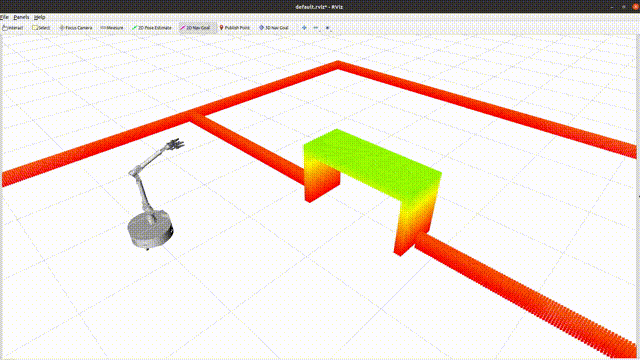 default.rviz* - RViz
File Panels Help
Interact Select Focus Camera Measure 2D Pose Estimate 2D Nav Goal Publish Point 3D Nav Goal